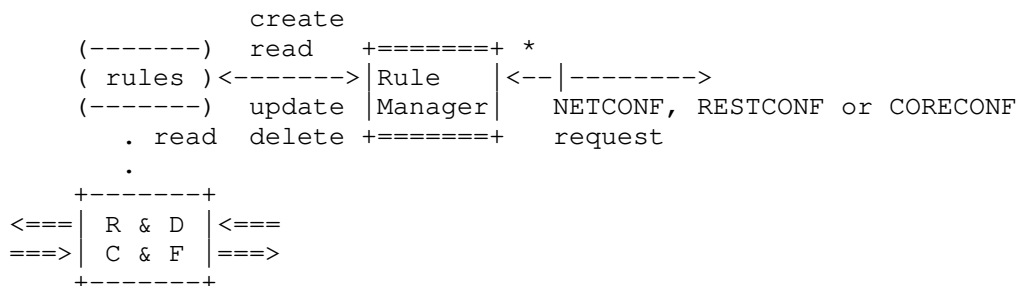 create
     (-------)  read   +=======+ *
     ( rules )<------->|Rule   |<--|-------->
     (-------)  update |Manager|   NETCONF, RESTCONF or CORECONF
        . read  delete +=======+   request
        .
     +-------+
 <===| R & D |<===
 ===>| C & F |===>
     +-------+